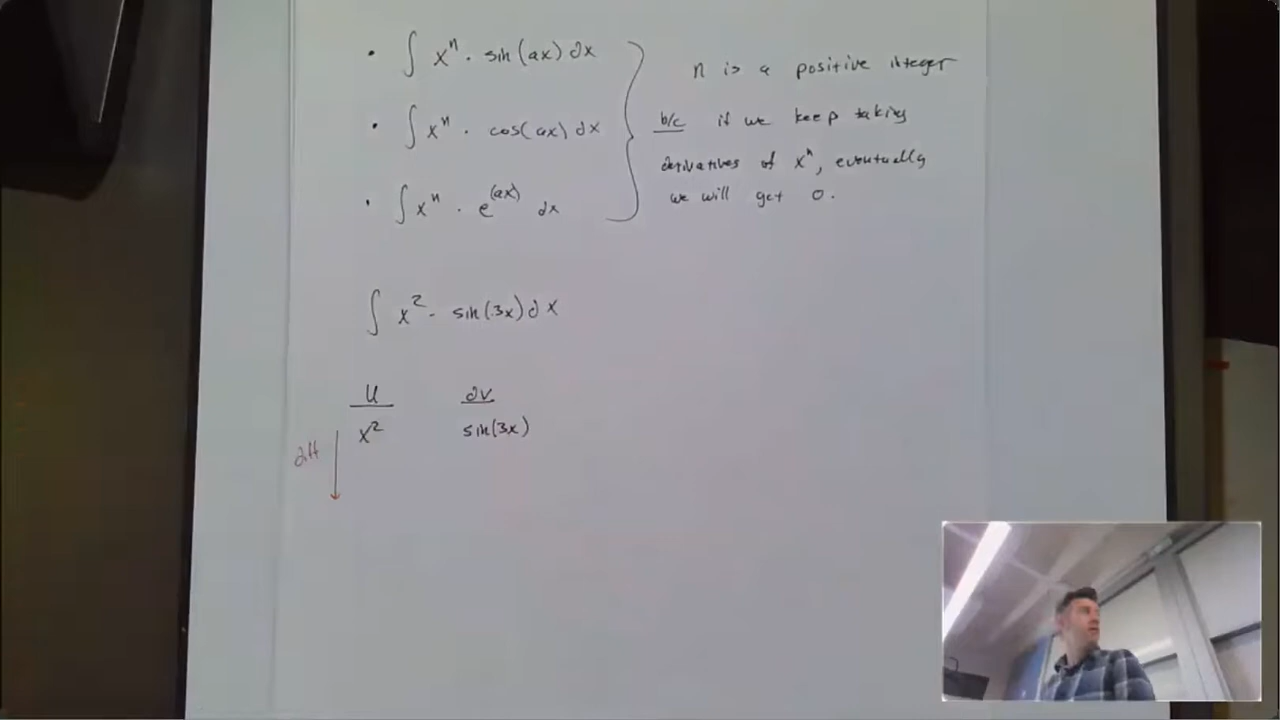 • ∫ xⁿ · sin(ax) dx
n is a positive integer
• ∫ xⁿ · cos(ax) dx
b/c if we keep taking
derivatives of xⁿ, eventually
we will get 0.
• ∫ xⁿ · e^(ax) dx
∫ x² · sin(3x) dx
u dv
x² sin(3x)
diff